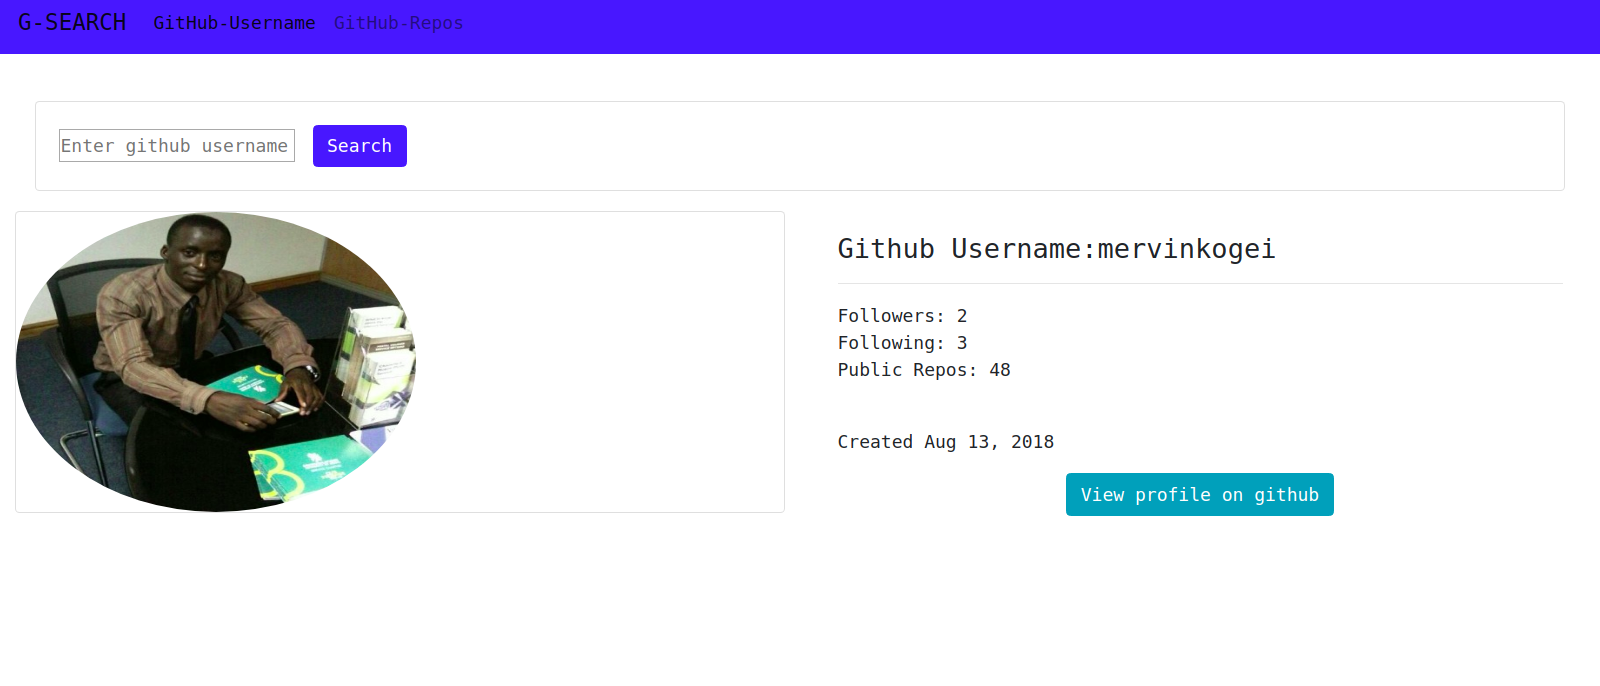 G-SEARCH GitHub-Username GitHub-Repos
Enter github username Search
Github Username:mervinkogei
Followers: 2
Following: 3
Public Repos: 48
Created Aug 13, 2018
View profile on github